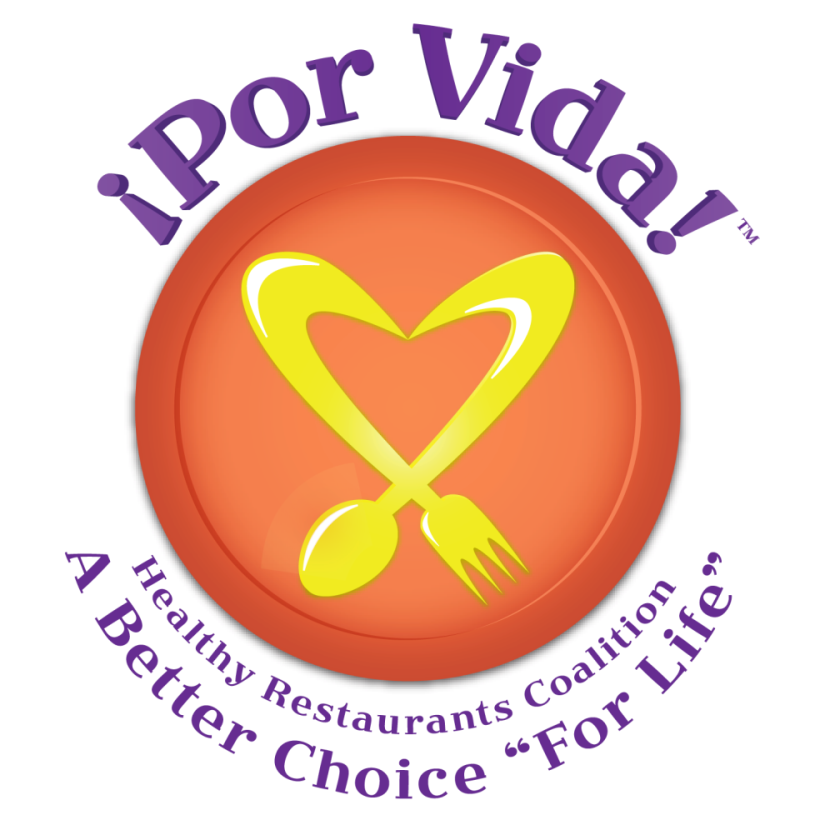 ¡Por Vida!™
Healthy Restaurants Coalition
A Better Choice “For Life”